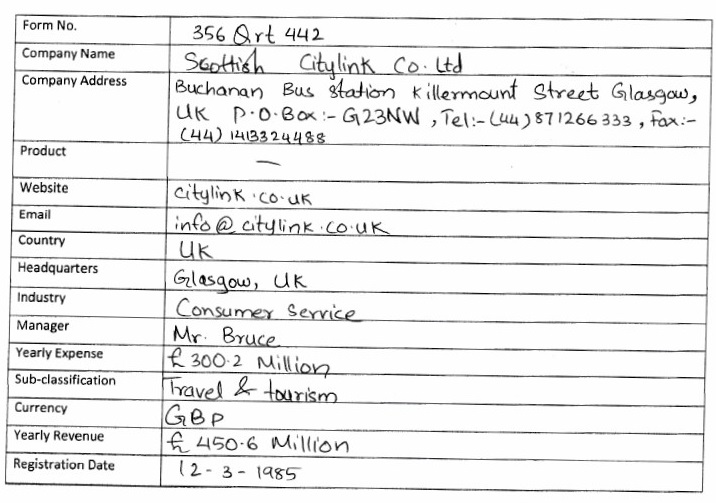 Form No. 356 Qrt 442
Company Name Scottish Citylink Co. Ltd
Company Address Buchanan Bus station Killermount Street Glasgow,
UK P.O.Box:- G23NW, Tel:- (44)871266333, Fax:-
(44) 1413324488
Product —
Website citylink.co.uk
Email info@citylink.co.uk
Country UK
Headquarters Glasgow, UK
Industry Consumer Service
Manager Mr. Bruce
Yearly Expense £ 300.2 Million
Sub-classification Travel & tourism
Currency GBP
Yearly Revenue £ 450.6 Million
Registration Date 12-3-1985